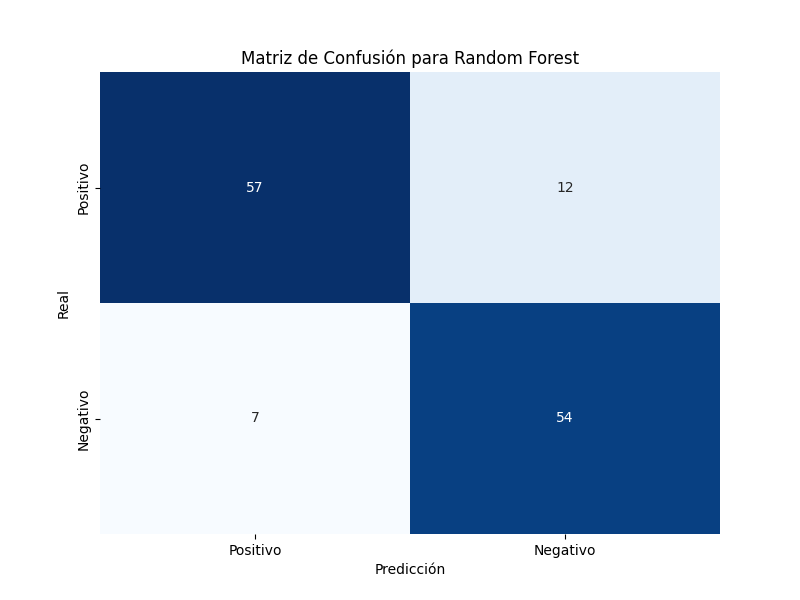 Matriz de Confusión para Random Forest
Positivo
57
12
Real
Negativo
7
54
Positivo
Negativo
Predicción